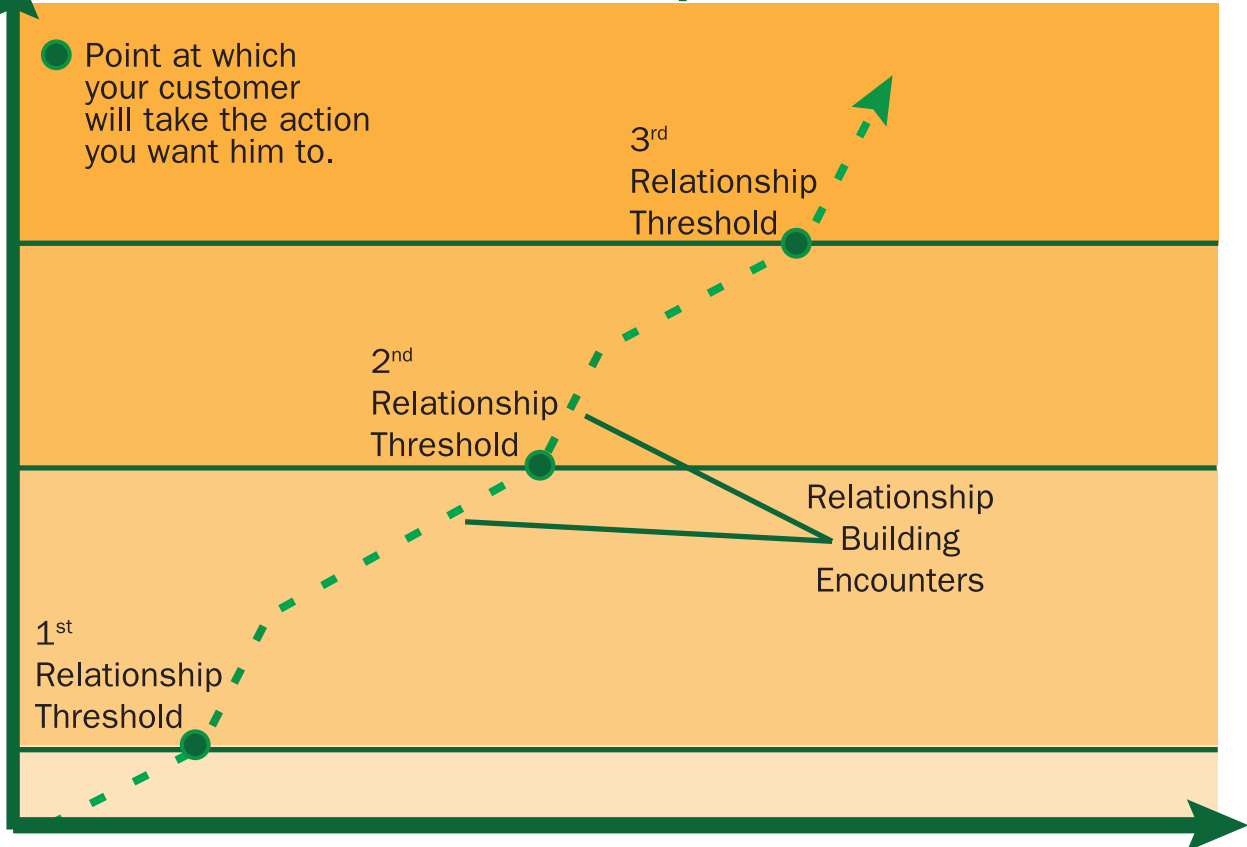 Point at which
your customer
will take the action
you want him to.
3rd
Relationship
Threshold
2nd
Relationship
Threshold
Relationship
Building
Encounters
1st
Relationship
Threshold